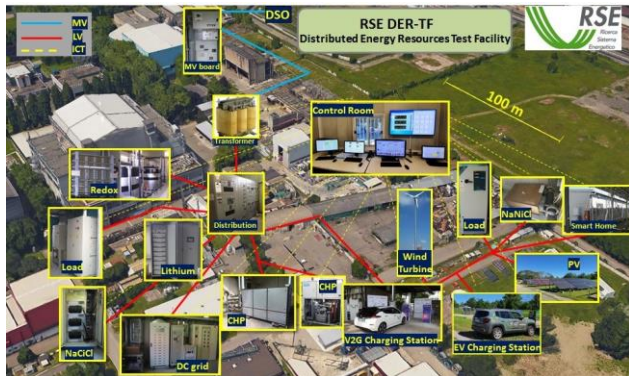 MV
LV
ICT
DSO
RSE DER-TF
Distributed Energy Resources Test Facility
RSE
Ricerca
Sistema
Energetico
MV board
100 m
Transformer
Control Room
Redox
Distribution
Load
NaNiCl
Smart Home
Load
Lithium
Wind
Turbine
PV
CHP
CHP
NaCiCl
DC grid
V2G Charging Station
EV Charging Station